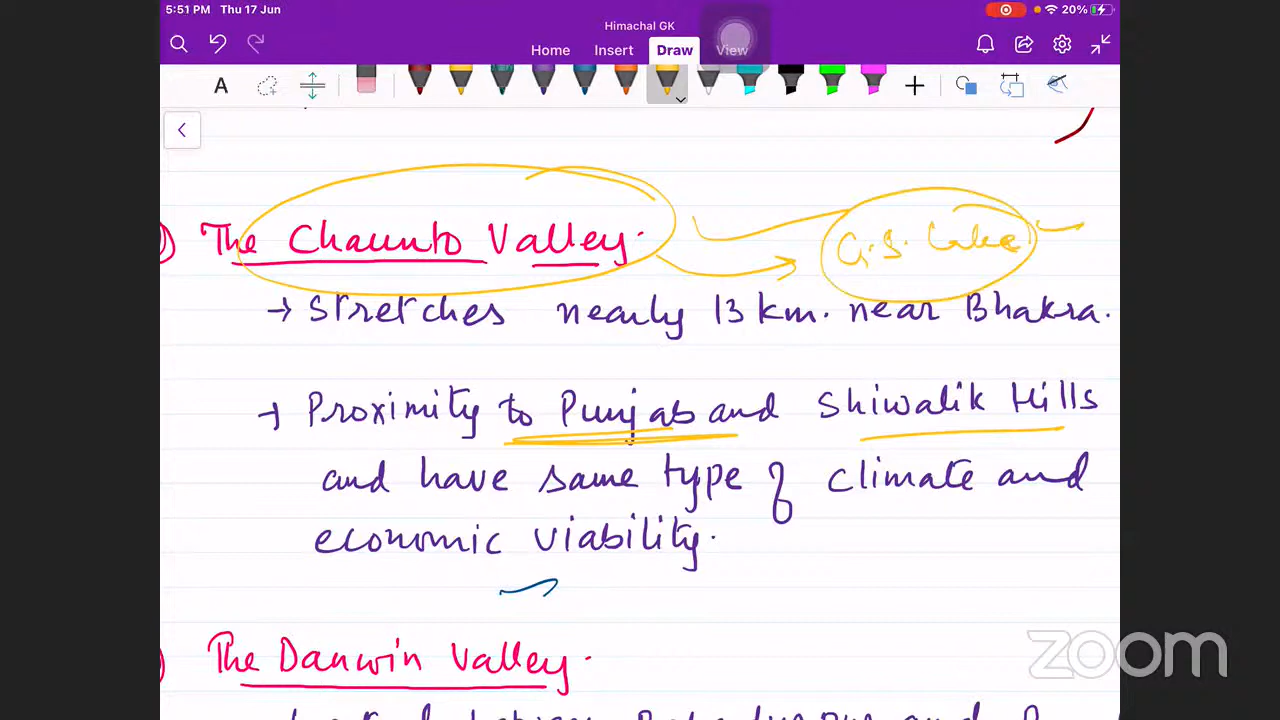 5:51 PM Thu 17 Jun
20%
Himachal GK
Home Insert Draw View
A
The Chaunto Valley.
G.S. Lake
→ Stretches nearly 13 km. near Bhakra.
→ Proximity to Punjab and Shiwalik Hills
and have same type of climate and
economic viability.
The Danwin Valley.
and
zoom